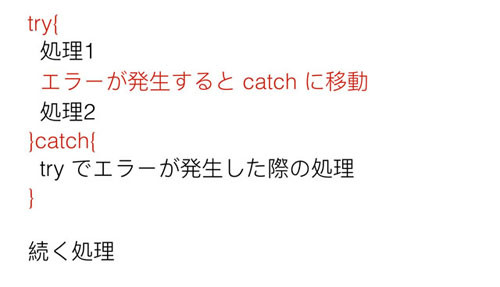 try{
処理1
エラーが発生すると catch に移動
処理2
}catch{
try でエラーが発生した際の処理
}
続く処理